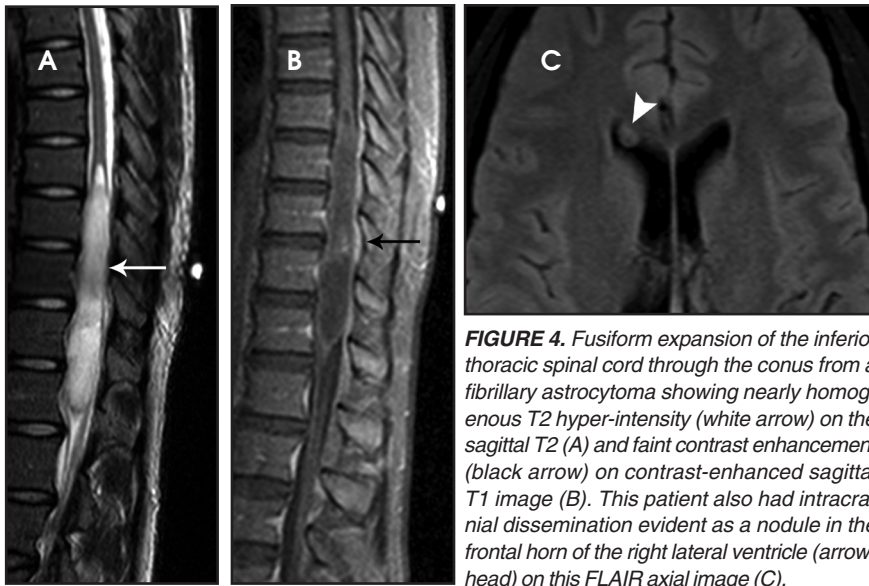 A
B
C
FIGURE 4. Fusiform expansion of the inferio
thoracic spinal cord through the conus from a
fibrillary astrocytoma showing nearly homog
enous T2 hyper-intensity (white arrow) on the
sagittal T2 (A) and faint contrast enhancemen
(black arrow) on contrast-enhanced sagitta
T1 image (B). This patient also had intracra
nial dissemination evident as a nodule in the
frontal horn of the right lateral ventricle (arrow
head) on this FLAIR axial image (C).